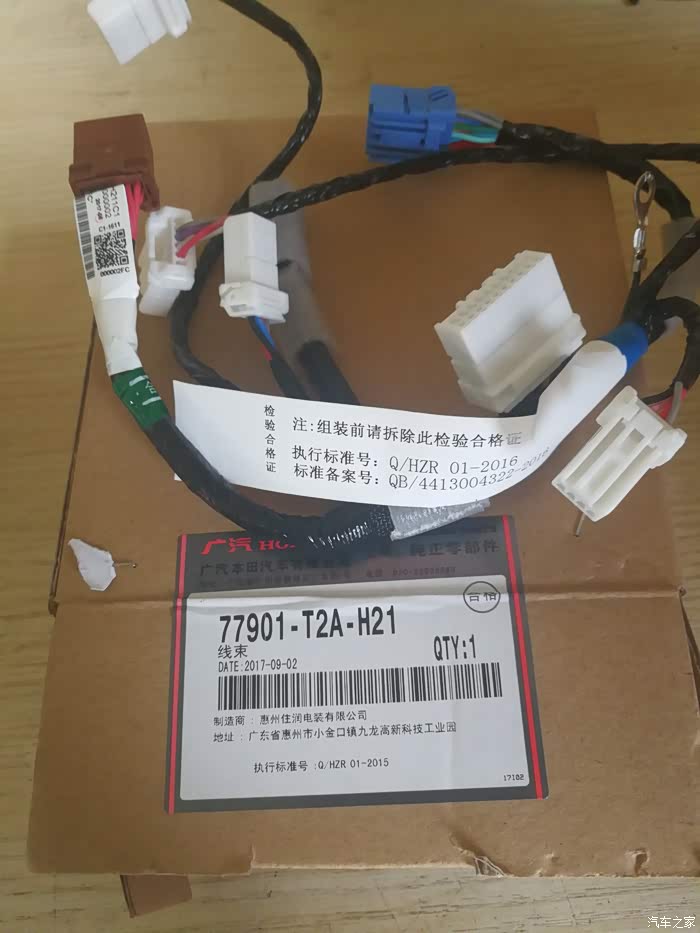 C1-1611
000002FC
检验合格证
注:组装前请拆除此检验合格证
执行标准号: Q/HZR 01-2016
标准备案号: QB/4413004322-2016
广汽 HO
纯正零部件
广汽本田汽车有限
合格
77901-T2A-H21
线束
QTY:1
DATE:2017-09-02
制造商 : 惠州住润电装有限公司
地址 : 广东省惠州市小金口镇九龙高新科技工业园
执行标准号 :Q/HZR 01-2015
17102
汽车之家